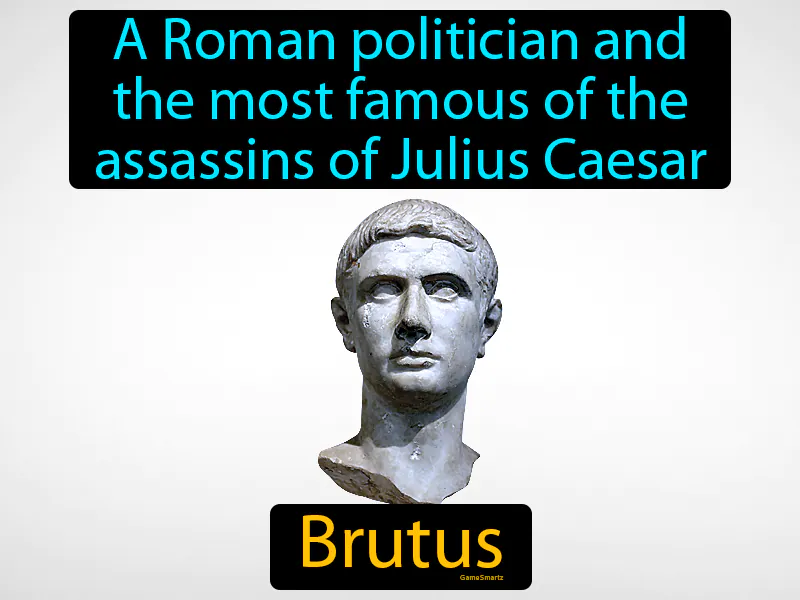 A Roman politician and
the most famous of the
assassins of Julius Caesar
Brutus
GameSmartz